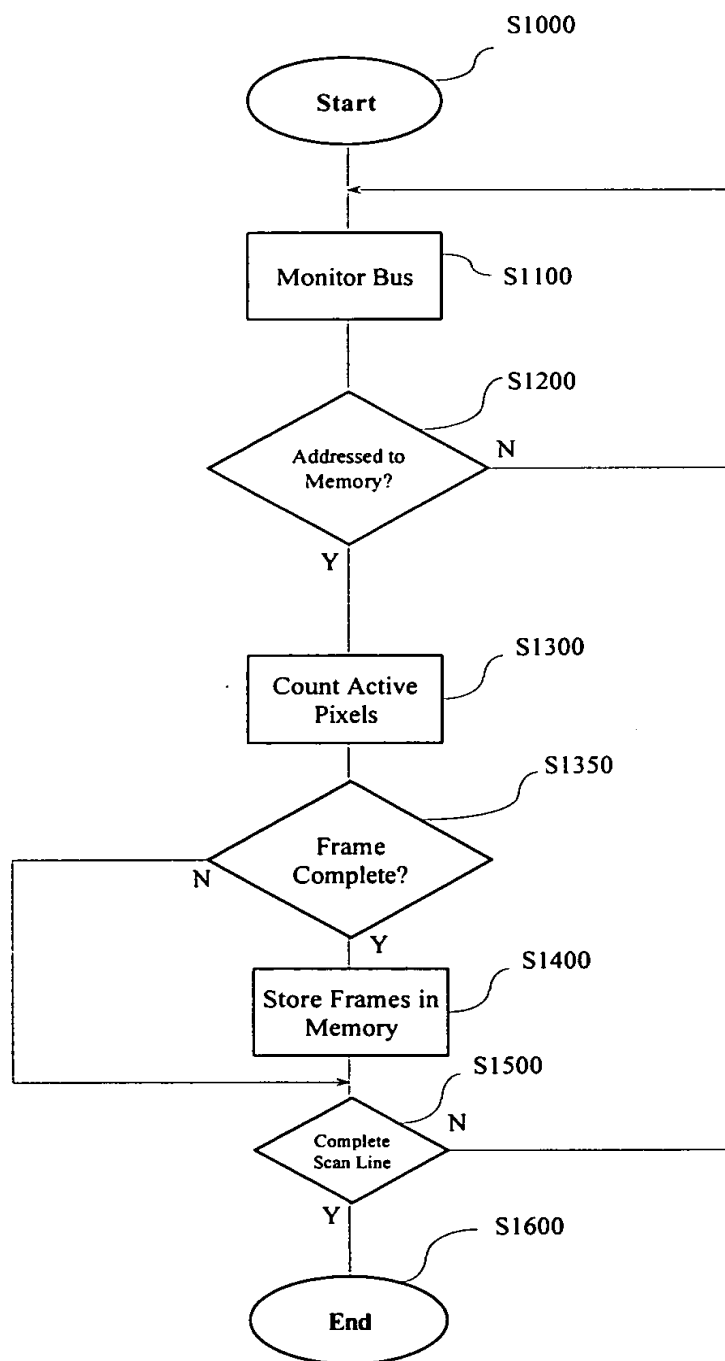 S1000
Start
Monitor Bus
S1100
S1200
Addressed to
Memory?
N
Y
S1300
Count Active
Pixels
S1350
Frame
Complete?
N
Y
S1400
Store Frames in
Memory
S1500
Complete
Scan Line
N
Y
S1600
End